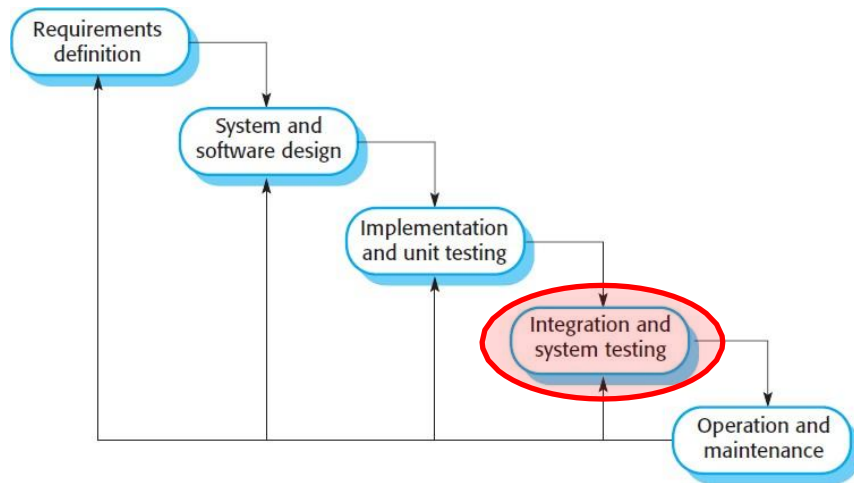 Requirements
definition
System and
software design
Implementation
and unit testing
Integration and
system testing
Operation and
maintenance